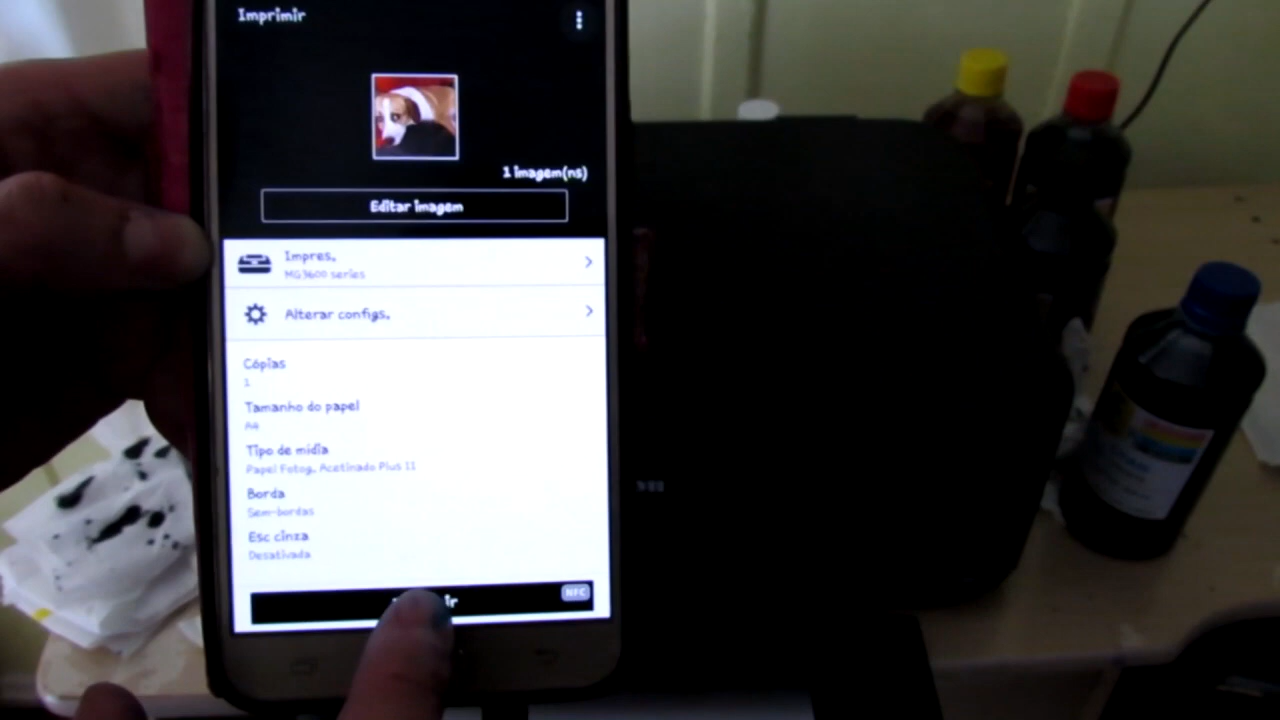 Imprimir
1 imagem(ns)
Editar imagem
Impres.
MG3600 series
Alterar configs.
Cópias
1
Tamanho do papel
A4
Tipo de mídia
Papel Fotog. Acetinado Plus II
Borda
Sem-bordas
Esc cinza
Desativada
NFC